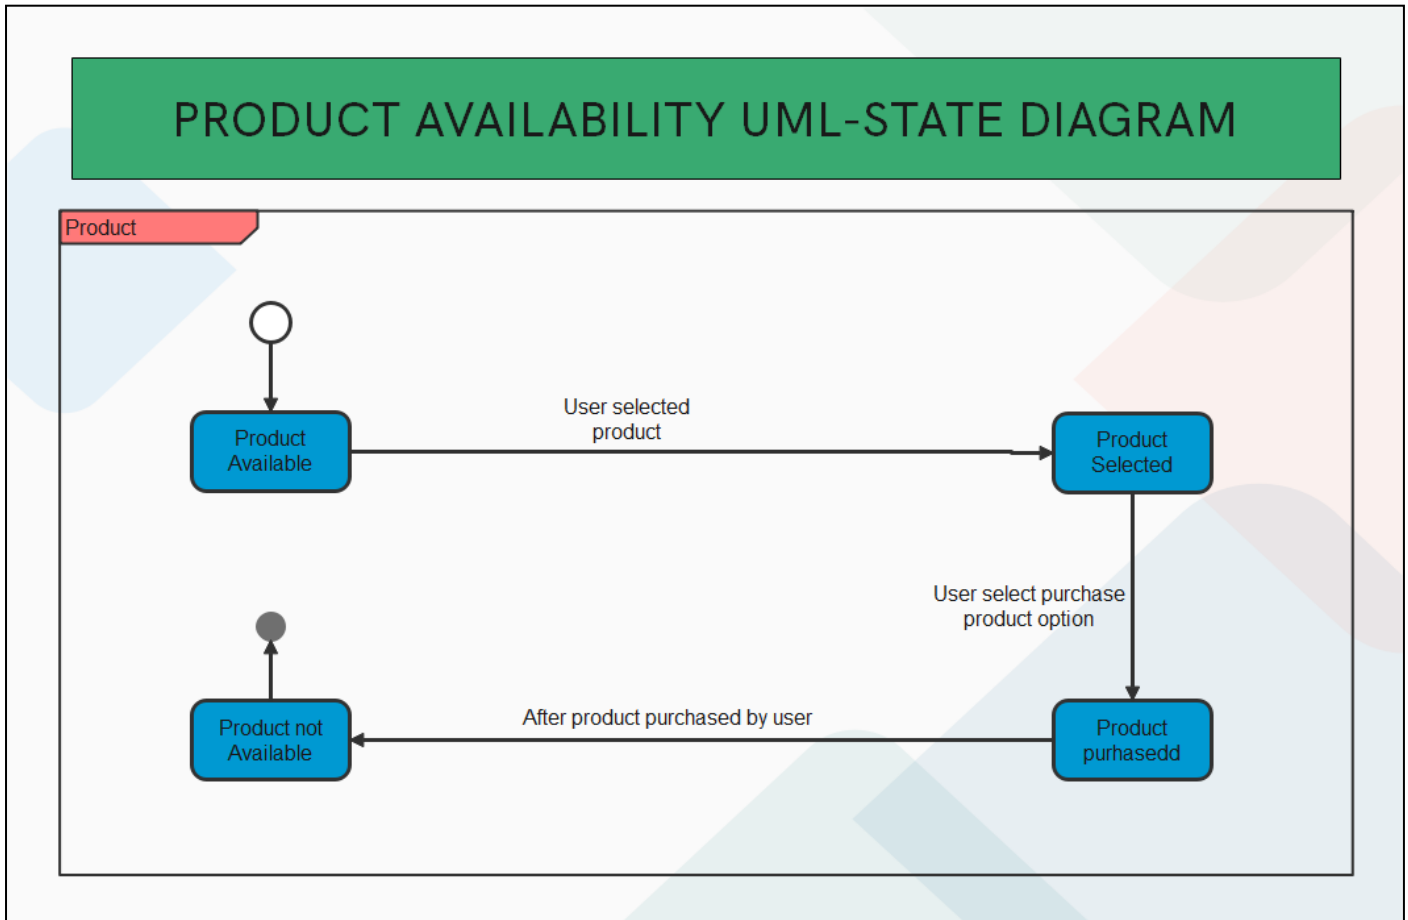 PRODUCT AVAILABILITY UML-STATE DIAGRAM
Product
User selected
product
Product
Available
Product
Selected
User select purchase
product option
After product purchased by user
Product not
Available
Product
purhasedd